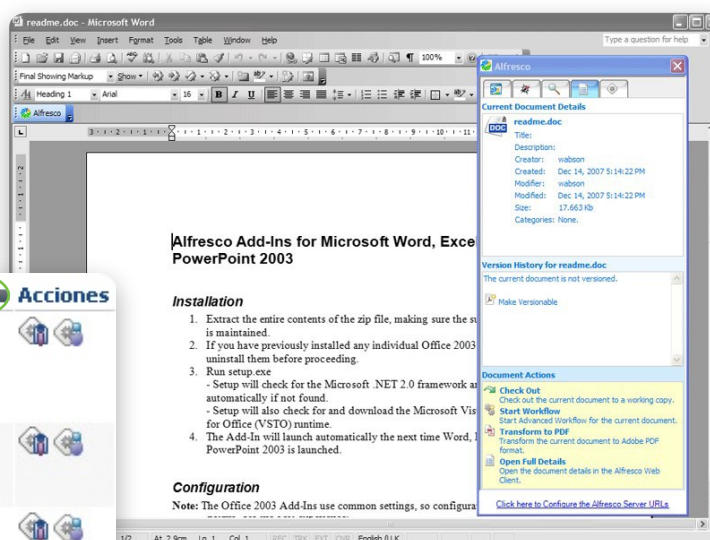 readme.doc - Microsoft Word
File Edit View Insert Format Tools Table Window Help
Type a question for help
100%
Final Showing Markup Show
Heading 1 Arial 16 B I U
Alfresco
Alfresco
Current Document Details
readme.doc
Title:
Description:
Creator: wabson
Created: Dec 14, 2007 5:14:22 PM
Modifier: wabson
Modified: Dec 14, 2007 5:14:22 PM
Size: 17.663 Kb
Categories: None.
Version History for readme.doc
The current document is not versioned.
Make Versionable
Document Actions
Check Out
Check out the current document to a working copy.
Start Workflow
Start Advanced Workflow for the current document.
Transform to PDF
Transform the current document to Adobe PDF
format.
Open Full Details
Open the document details in the Alfresco Web
Client.
Click here to Configure the Alfresco Server URLs
Alfresco Add-Ins for Microsoft Word, Exce
PowerPoint 2003
Installation
1. Extract the entire contents of the zip file, making sure the su
is maintained.
2. If you have previously installed any individual Office 2003
uninstall them before proceeding.
3. Run setup.exe
- Setup will check for the Microsoft .NET 2.0 framework a
automatically if not found.
- Setup will also check for and download the Microsoft Vis
for Office (VSTO) runtime.
4. The Add-In will launch automatically the next time Word,
PowerPoint 2003 is launched.
Configuration
Note: The Office 2003 Add-Ins use common settings, so configura
Acciones
1/2 At 2.9cm Ln 1 Col 1 REC TRK EXT OVR English (U.K